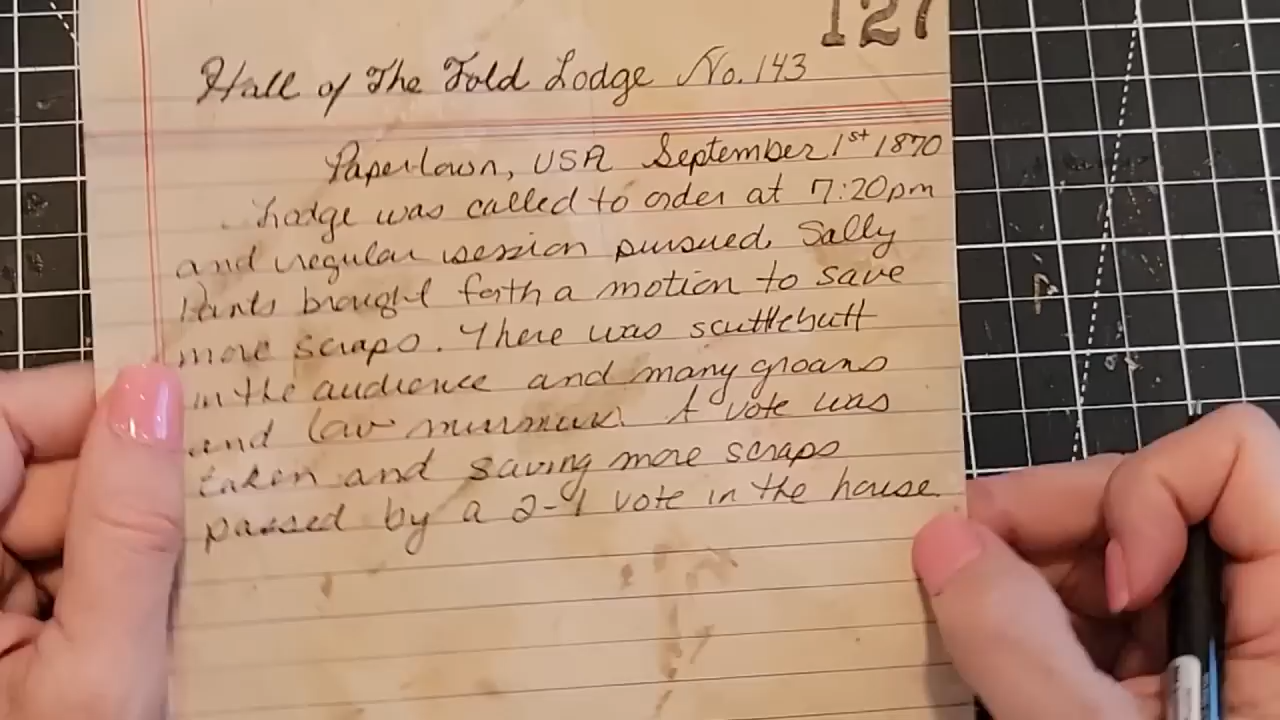 127
Hall of The Fold Lodge No. 143
Papertown, USA September 1st 1870
Lodge was called to order at 7:20pm
and regular session pursued. Sally
Hints brought forth a motion to save
more scraps. There was scuttlebutt
in the audience and many groans
and low murmurs. A vote was
taken and saving more scraps
passed by a 2-1 vote in the house.